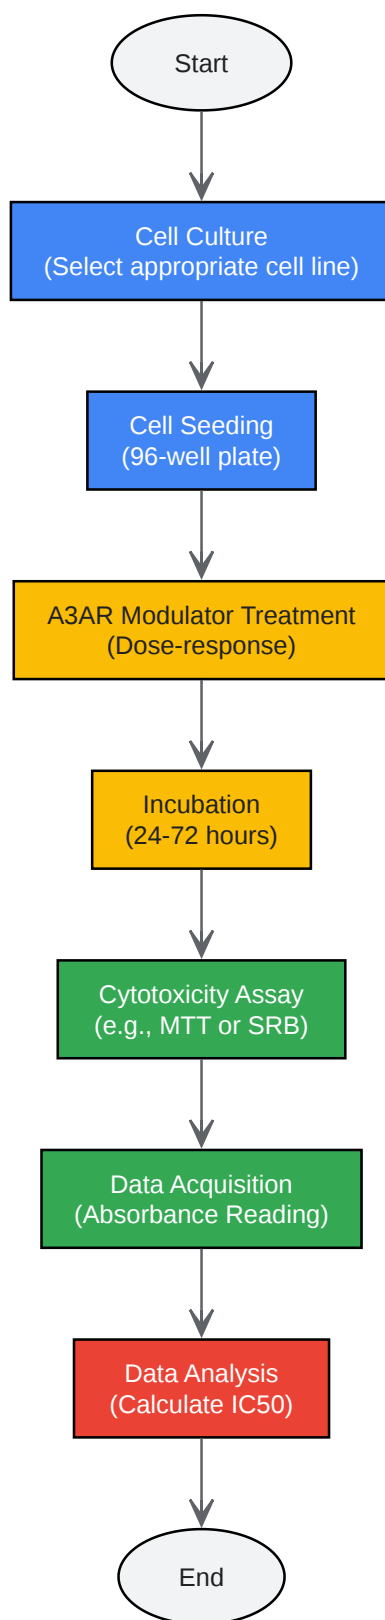 Start
Cell Culture
(Select appropriate cell line)
Cell Seeding
(96-well plate)
A3AR Modulator Treatment
(Dose-response)
Incubation
(24-72 hours)
Cytotoxicity Assay
(e.g., MTT or SRB)
Data Acquisition
(Absorbance Reading)
Data Analysis
(Calculate IC50)
End